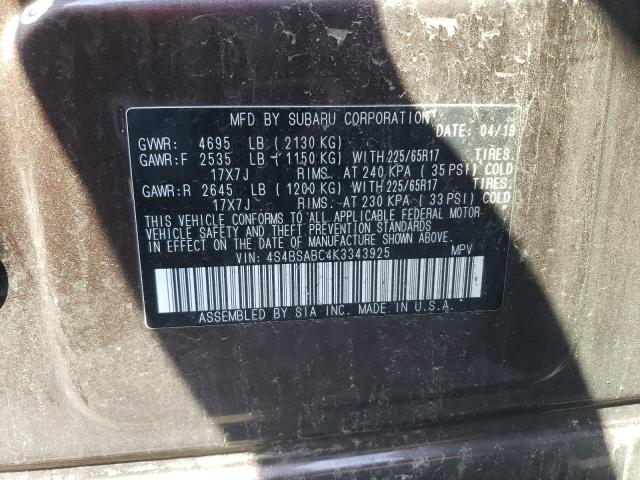 MFD BY SUBARU CORPORATION
DATE: 04/19
GVWR: 4695 LB ( 2130 KG)
GAWR:F 2535 LB ( 1150 KG) WITH 225/65R17 TIRES.
17X7J RIMS. AT 240 KPA ( 35 PSI) COLD
GAWR:R 2645 LB ( 1200 KG) WITH 225/65R17 TIRES.
17X7J RIMS. AT 230 KPA ( 33 PSI) COLD
THIS VEHICLE CONFORMS TO ALL APPLICABLE FEDERAL MOTOR
VEHICLE SAFETY AND THEFT PREVENTION STANDARDS
IN EFFECT ON THE DATE OF MANUFACTURE SHOWN ABOVE.
VIN: 4S4BSABC4K3343925 MPV
ASSEMBLED BY SIA INC. MADE IN U.S.A.